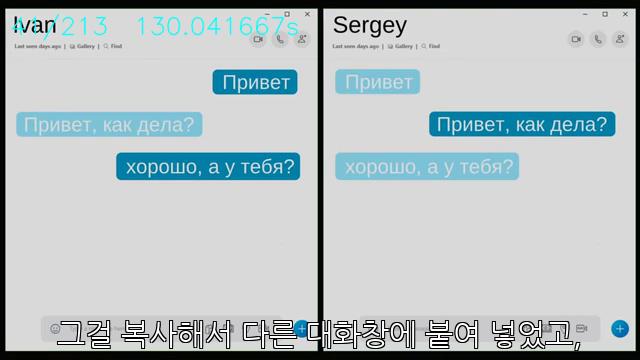 Ivan
41/213 130.041667s
Last seen days ago | Gallery | Find
Привет
Привет, как дела?
хорошо, а у тебя?
Sergey
Last seen days ago | Gallery | Find
Привет
Привет, как дела?
хорошо, а у тебя?
그걸 복사해서 다른 대화창에 붙여 넣었고,